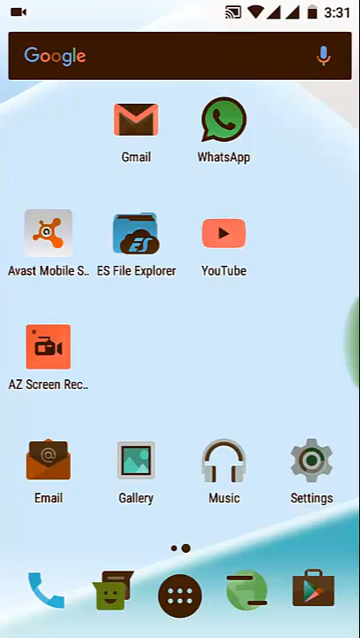 3:31
Google
Gmail
WhatsApp
Avast Mobile S..
ES File Explorer
YouTube
AZ Screen Rec..
Email
Gallery
Music
Settings